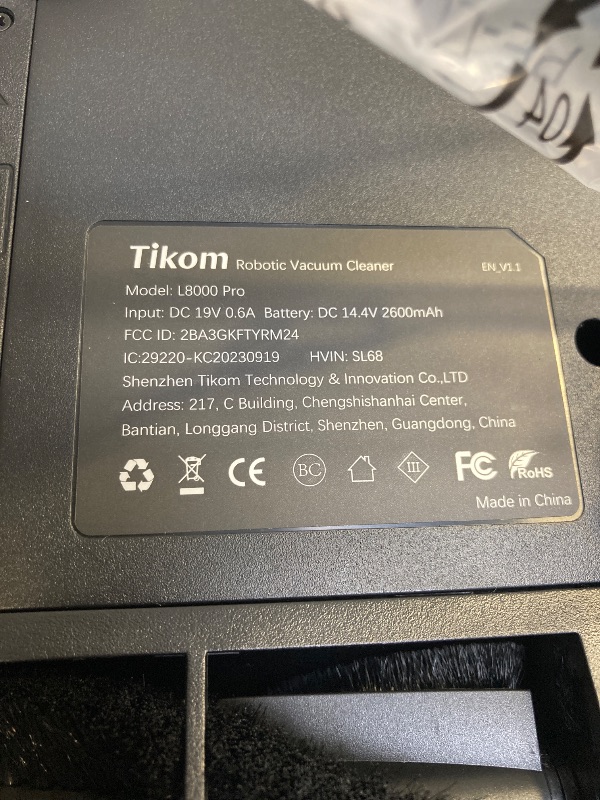 Tikom Robotic Vacuum Cleaner EN_V1.1
Model: L8000 Pro
Input: DC 19V 0.6A Battery: DC 14.4V 2600mAh
FCC ID: 2BA3GKFTYRM24
IC:29220-KC20230919 HVIN: SL68
Shenzhen Tikom Technology & Innovation Co.,LTD
Address: 217, C Building, Chengshishanhai Center,
Bantian, Longgang District, Shenzhen, Guangdong, China
CE BC III FC RoHS
Made in China